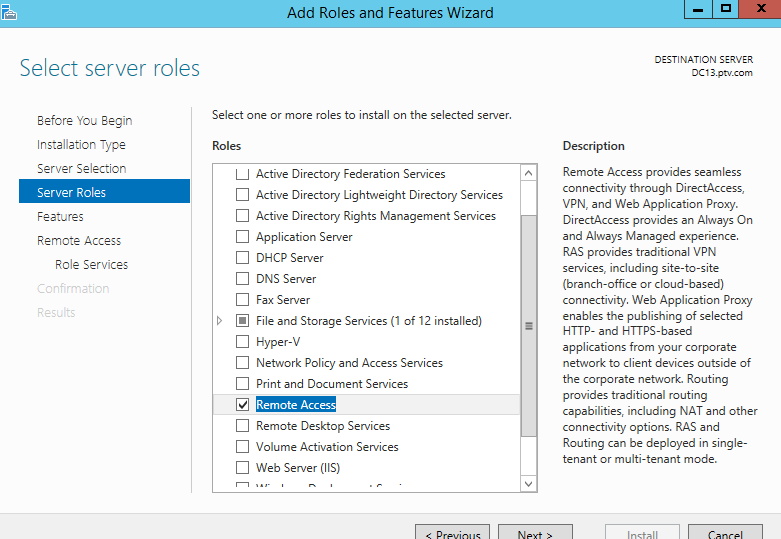 Add Roles and Features Wizard
Select server roles
DESTINATION SERVER
DC13.ptv.com
Before You Begin
Installation Type
Server Selection
Server Roles
Features
Remote Access
Role Services
Confirmation
Results
Select one or more roles to install on the selected server.
Roles
Active Directory Federation Services
Active Directory Lightweight Directory Services
Active Directory Rights Management Services
Application Server
DHCP Server
DNS Server
Fax Server
File and Storage Services (1 of 12 installed)
Hyper-V
Network Policy and Access Services
Print and Document Services
Remote Access
Remote Desktop Services
Volume Activation Services
Web Server (IIS)
Description
Remote Access provides seamless
connectivity through DirectAccess,
VPN, and Web Application Proxy.
DirectAccess provides an Always On
and Always Managed experience.
RAS provides traditional VPN
services, including site-to-site
(branch-office or cloud-based)
connectivity. Web Application Proxy
enables the publishing of selected
HTTP- and HTTPS-based
applications from your corporate
network to client devices outside of
the corporate network. Routing
provides traditional routing
capabilities, including NAT and other
connectivity options. RAS and
Routing can be deployed in single-
tenant or multi-tenant mode.
< Previous
Next >
Install
Cancel